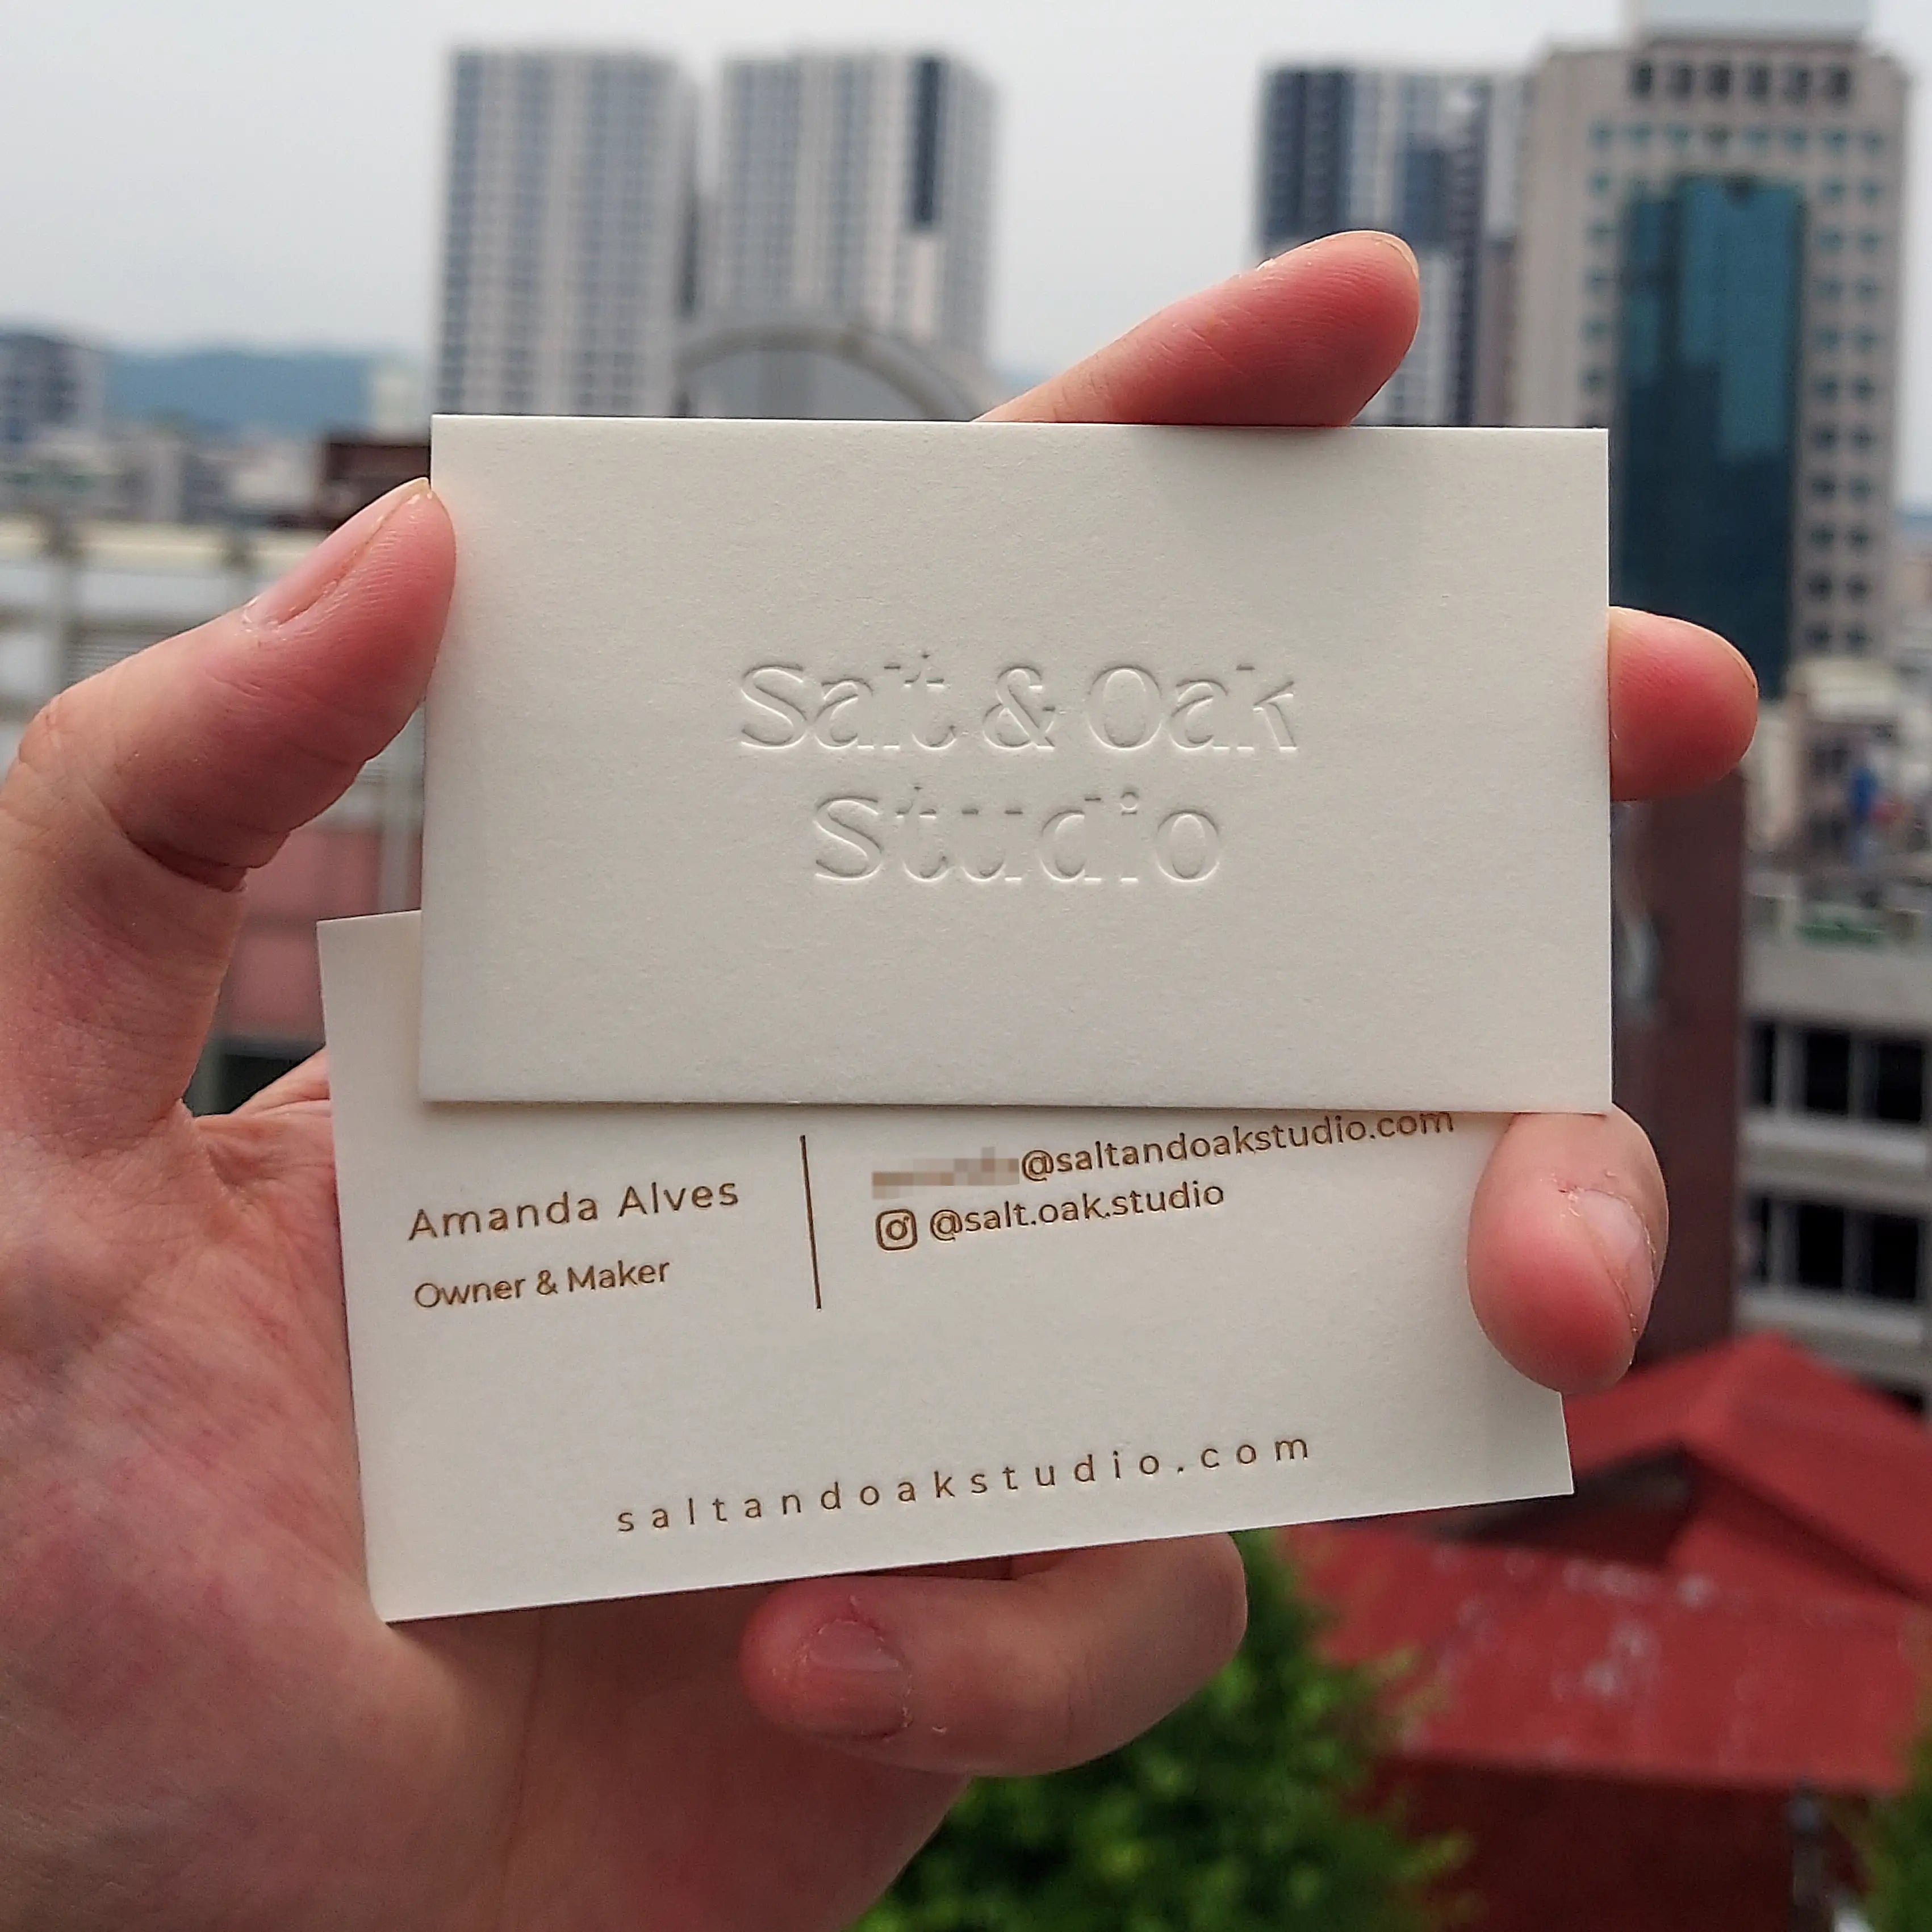 Salt & Oak
Studio
Amanda Alves
Owner & Maker
@saltandoakstudio.com
@salt.oak.studio
saltandoakstudio.com